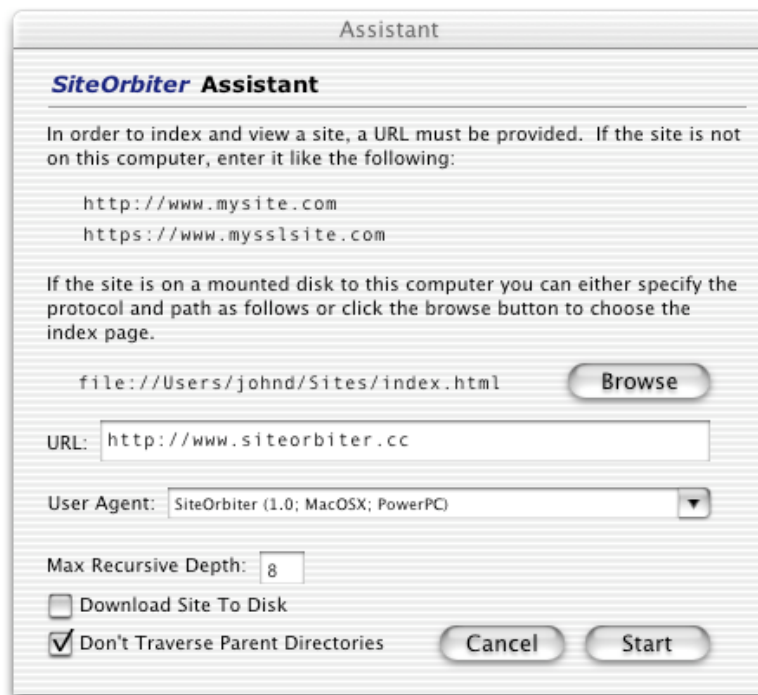 Assistant
SiteOrbiter Assistant
In order to index and view a site, a URL must be provided.  If the site is not
on this computer, enter it like the following:
http://www.mysite.com
https://www.mysslsite.com
If the site is on a mounted disk to this computer you can either specify the
protocol and path as follows or click the browse button to choose the
index page.
file://Users/johnd/Sites/index.html Browse
URL: http://www.siteorbiter.cc
User Agent: SiteOrbiter (1.0; MacOSX; PowerPC)
Max Recursive Depth: 8
Download Site To Disk
Don't Traverse Parent Directories Cancel Start